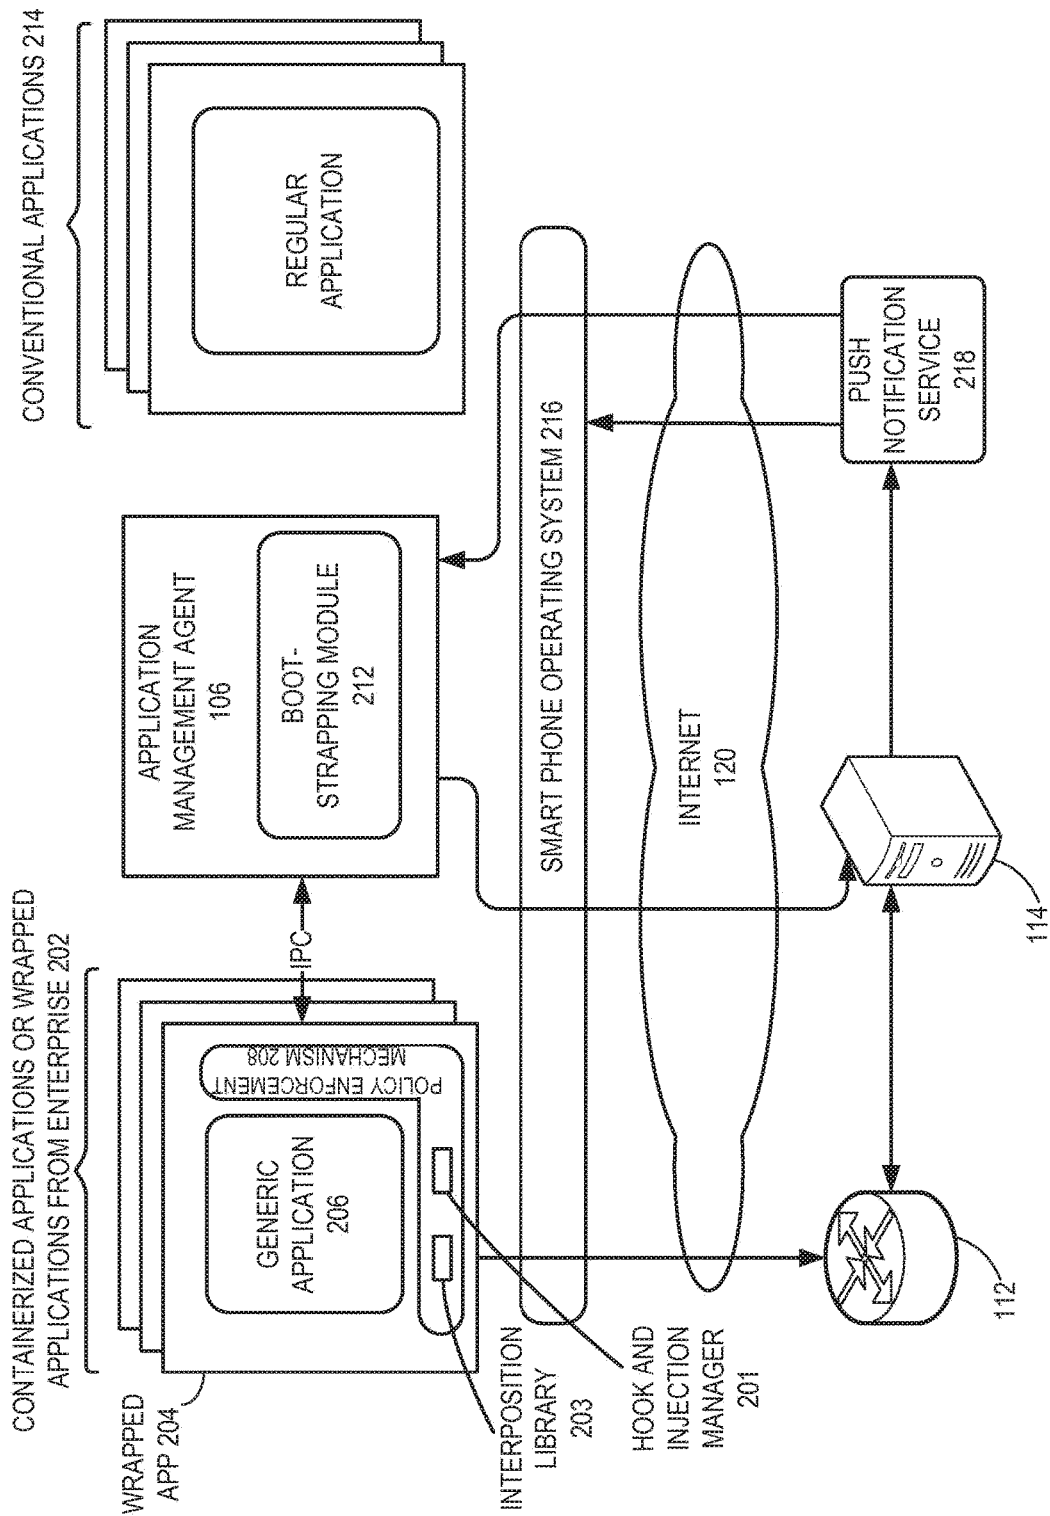 CONTAINERIZED APPLICATIONS OR WRAPPED
APPLICATIONS FROM ENTERPRISE 202
CONVENTIONAL APPLICATIONS 214
WRAPPED
APP 204
GENERIC
APPLICATION
206
POLICY ENFORCEMENT
MECHANISM 208
IPC
APPLICATION
MANAGEMENT AGENT
106
BOOT-
STRAPPING MODULE
212
REGULAR
APPLICATION
INTERPOSITION
LIBRARY
203
HOOK AND
INJECTION
MANAGER
201
SMART PHONE OPERATING SYSTEM 216
INTERNET
120
PUSH
NOTIFICATION
SERVICE
218
112
114